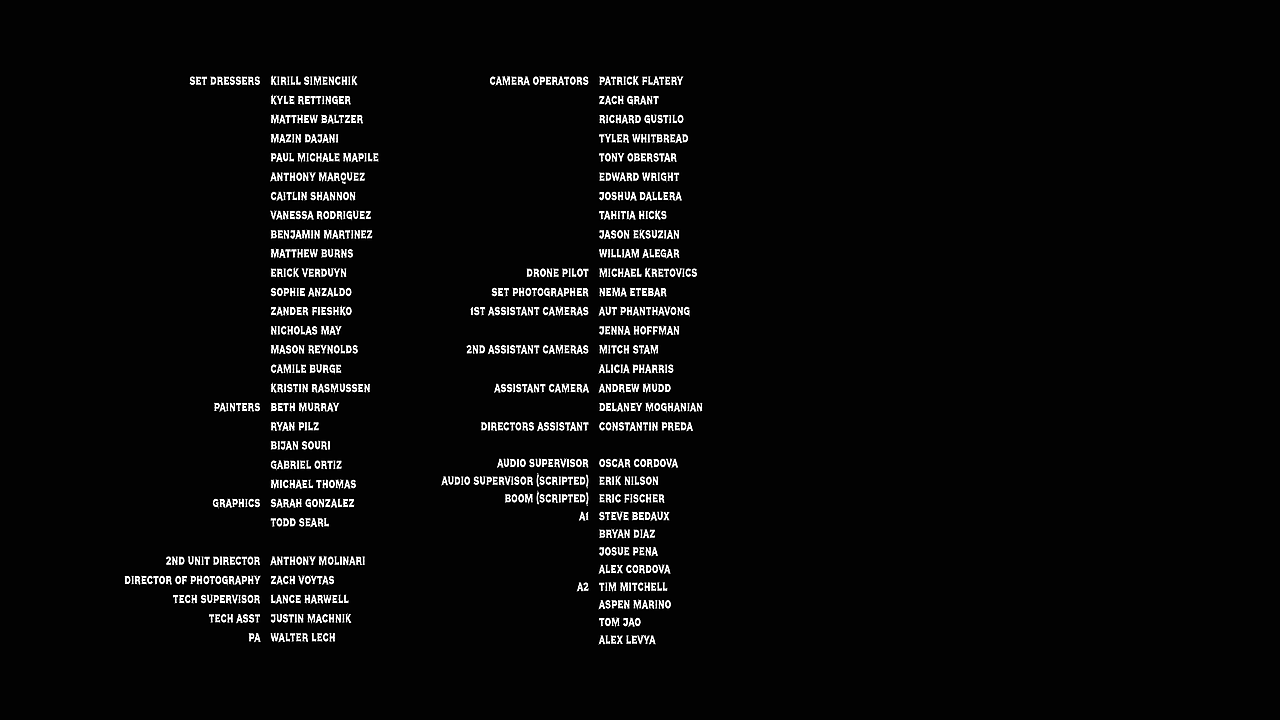 SET DRESSERS KIRILL SIMENCHIK
KYLE RETTINGER
MATTHEW BALTZER
MAZIN DAJANI
PAUL MICHALE MAPILE
ANTHONY MARQUEZ
CAITLIN SHANNON
VANESSA RODRIGUEZ
BENJAMIN MARTINEZ
MATTHEW BURNS
ERICK VERDUYN
SOPHIE ANZALDO
ZANDER FIESHKO
NICHOLAS MAY
MASON REYNOLDS
CAMILE BURGE
KRISTIN RASMUSSEN
PAINTERS BETH MURRAY
RYAN PILZ
BIJAN SOURI
GABRIEL ORTIZ
MICHAEL THOMAS
GRAPHICS SARAH GONZALEZ
TODD SEARL
2ND UNIT DIRECTOR ANTHONY MOLINARI
DIRECTOR OF PHOTOGRAPHY ZACH VOYTAS
TECH SUPERVISOR LANCE HARWELL
TECH ASST JUSTIN MACHNIK
PA WALTER LECH
CAMERA OPERATORS PATRICK FLATERY
ZACH GRANT
RICHARD GUSTILO
TYLER WHITBREAD
TONY OBERSTAR
EDWARD WRIGHT
JOSHUA DALLERA
TAHITIA HICKS
JASON EKSUZIAN
WILLIAM ALEGAR
DRONE PILOT MICHAEL KRETOVICS
SET PHOTOGRAPHER NEMA ETEBAR
1ST ASSISTANT CAMERAS AUT PHANTHAVONG
JENNA HOFFMAN
2ND ASSISTANT CAMERAS MITCH STAM
ALICIA PHARRIS
ASSISTANT CAMERA ANDREW MUDD
DELANEY MOGHANIAN
DIRECTORS ASSISTANT CONSTANTIN PREDA
AUDIO SUPERVISOR OSCAR CORDOVA
AUDIO SUPERVISOR (SCRIPTED) ERIK NILSON
BOOM (SCRIPTED) ERIC FISCHER
A1 STEVE BEDAUX
BRYAN DIAZ
JOSUE PENA
ALEX CORDOVA
A2 TIM MITCHELL
ASPEN MARINO
TOM JAO
ALEX LEVYA